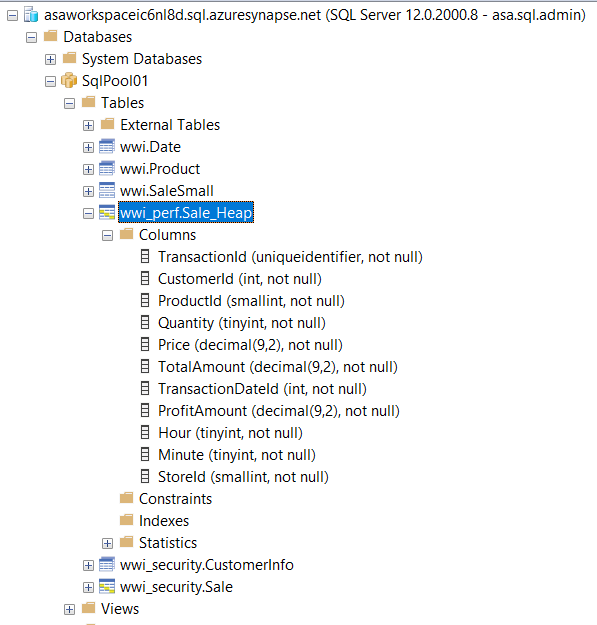 asaworkspaceic6nl8d.sql.azuresynapse.net (SQL Server 12.0.2000.8 - asa.sql.admin)
Databases
System Databases
SqlPool01
Tables
External Tables
wwi.Date
wwi.Product
wwi.SaleSmall
wwi_perf.Sale_Heap
Columns
TransactionId (uniqueidentifier, not null)
CustomerId (int, not null)
ProductId (smallint, not null)
Quantity (tinyint, not null)
Price (decimal(9,2), not null)
TotalAmount (decimal(9,2), not null)
TransactionDateId (int, not null)
ProfitAmount (decimal(9,2), not null)
Hour (tinyint, not null)
Minute (tinyint, not null)
StoreId (smallint, not null)
Constraints
Indexes
Statistics
wwi_security.CustomerInfo
wwi_security.Sale
Views